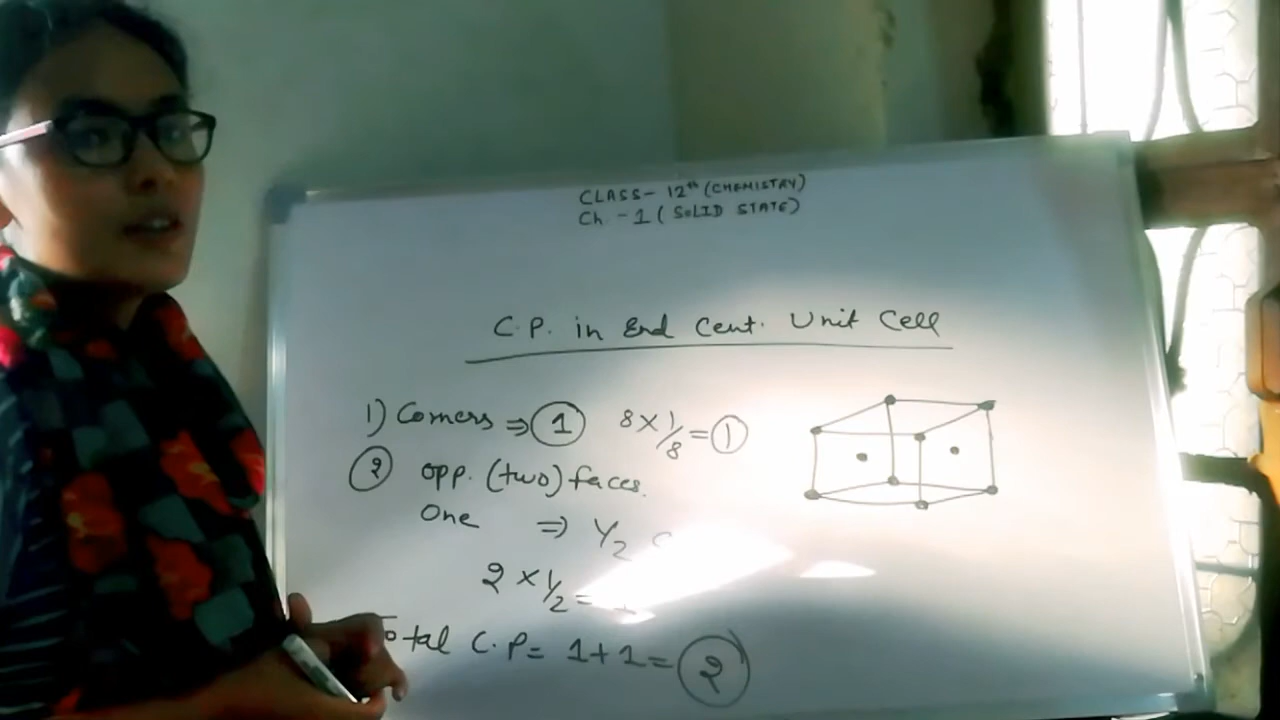 CLASS- 12th (CHEMISTRY)
Ch. -1 ( SOLID STATE)
C.P. in End Cent. Unit Cell
1) Corners ⇒ 1 8 × 1/8 = 1
2 opp. (two) faces.
One ⇒ 1/2
2 × 1/2 =
Total C.P = 1+1 = 2